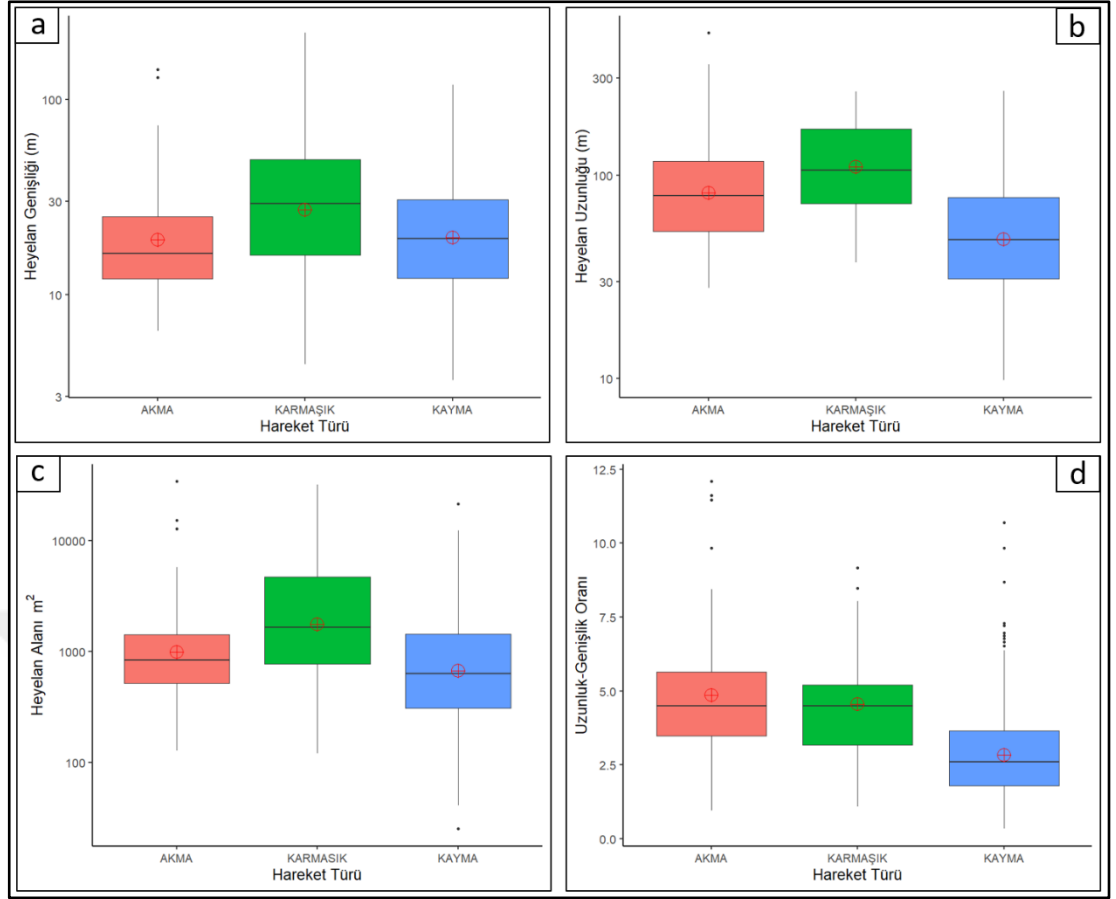 a
Heyelan Genişliği (m)
100
30
10
3
AKMA KARMAŞIK KAYMA
Hareket Türü
b
Heyelan Uzunluğu (m)
300
100
30
10
AKMA KARMAŞIK KAYMA
Hareket Türü
c
Heyelan Alanı m²
10000
1000
100
AKMA KARMASIK KAYMA
Hareket Türü
d
Uzunluk-Genişlik Oranı
12.5
10.0
7.5
5.0
2.5
0.0
AKMA KARMAŞIK KAYMA
Hareket Türü